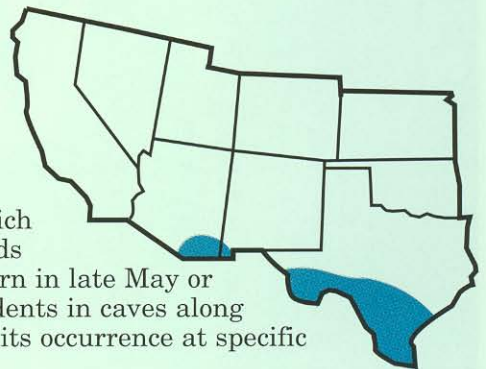 ich
ds
rn in late May or
dents in caves along
its occurrence at specific